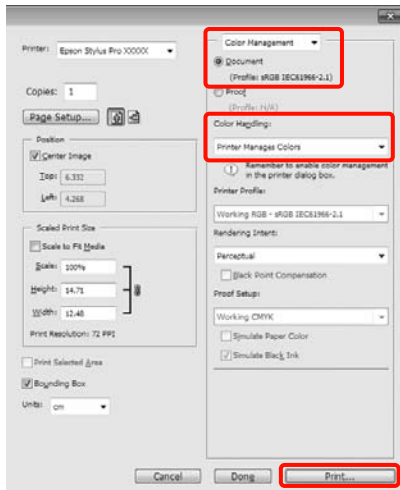 Printer: Epson Stylus Pro XXXXX
Copies: 1
Page Setup...
Position
Center Image
Top: 6.332
Left: 4.268
Scaled Print Size
Scale to Fit Media
Scale: 100%
Height: 14.71
Width: 12.48
Print Resolution: 72 PPI
Print Selected Area
Bounding Box
Units: cm
Color Management
Document
(Profile: sRGB IEC61966-2.1)
Proof
(Profile: N/A)
Color Handling:
Printer Manages Colors
Remember to enable color management
in the printer dialog box.
Printer Profile:
Working RGB - sRGB IEC61966-2.1
Rendering Intent:
Perceptual
Black Point Compensation
Proof Setup:
Working CMYK
Simulate Paper Color
Simulate Black Ink
Cancel
Done
Print...